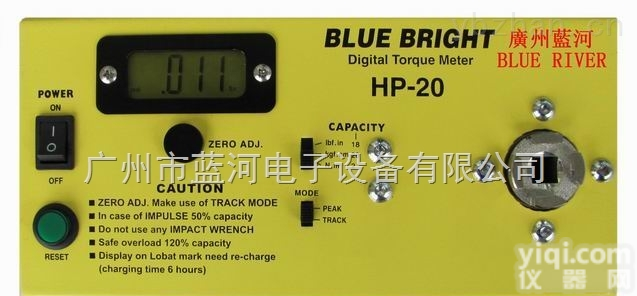 BLUE BRIGHT
Digital Torque Meter
HP-20
廣州藍河
BLUE RIVER
.011
POWER
ON
OFF
RESET
ZERO ADJ.
CAPACITY
lbf.in 18
MODE
PEAK
TRACK
广州市蓝河电子设备有限公司
CAUTION
■ ZERO ADJ. Make use of TRACK MODE
■ In case of IMPULSE 50% capacity
■ Do not use any IMPACT WRENCH
■ Safe overload 120% capacity
■ Display on Lobat mark need re-charge
(charging time 6 hours)
yiqi.com
仪器网